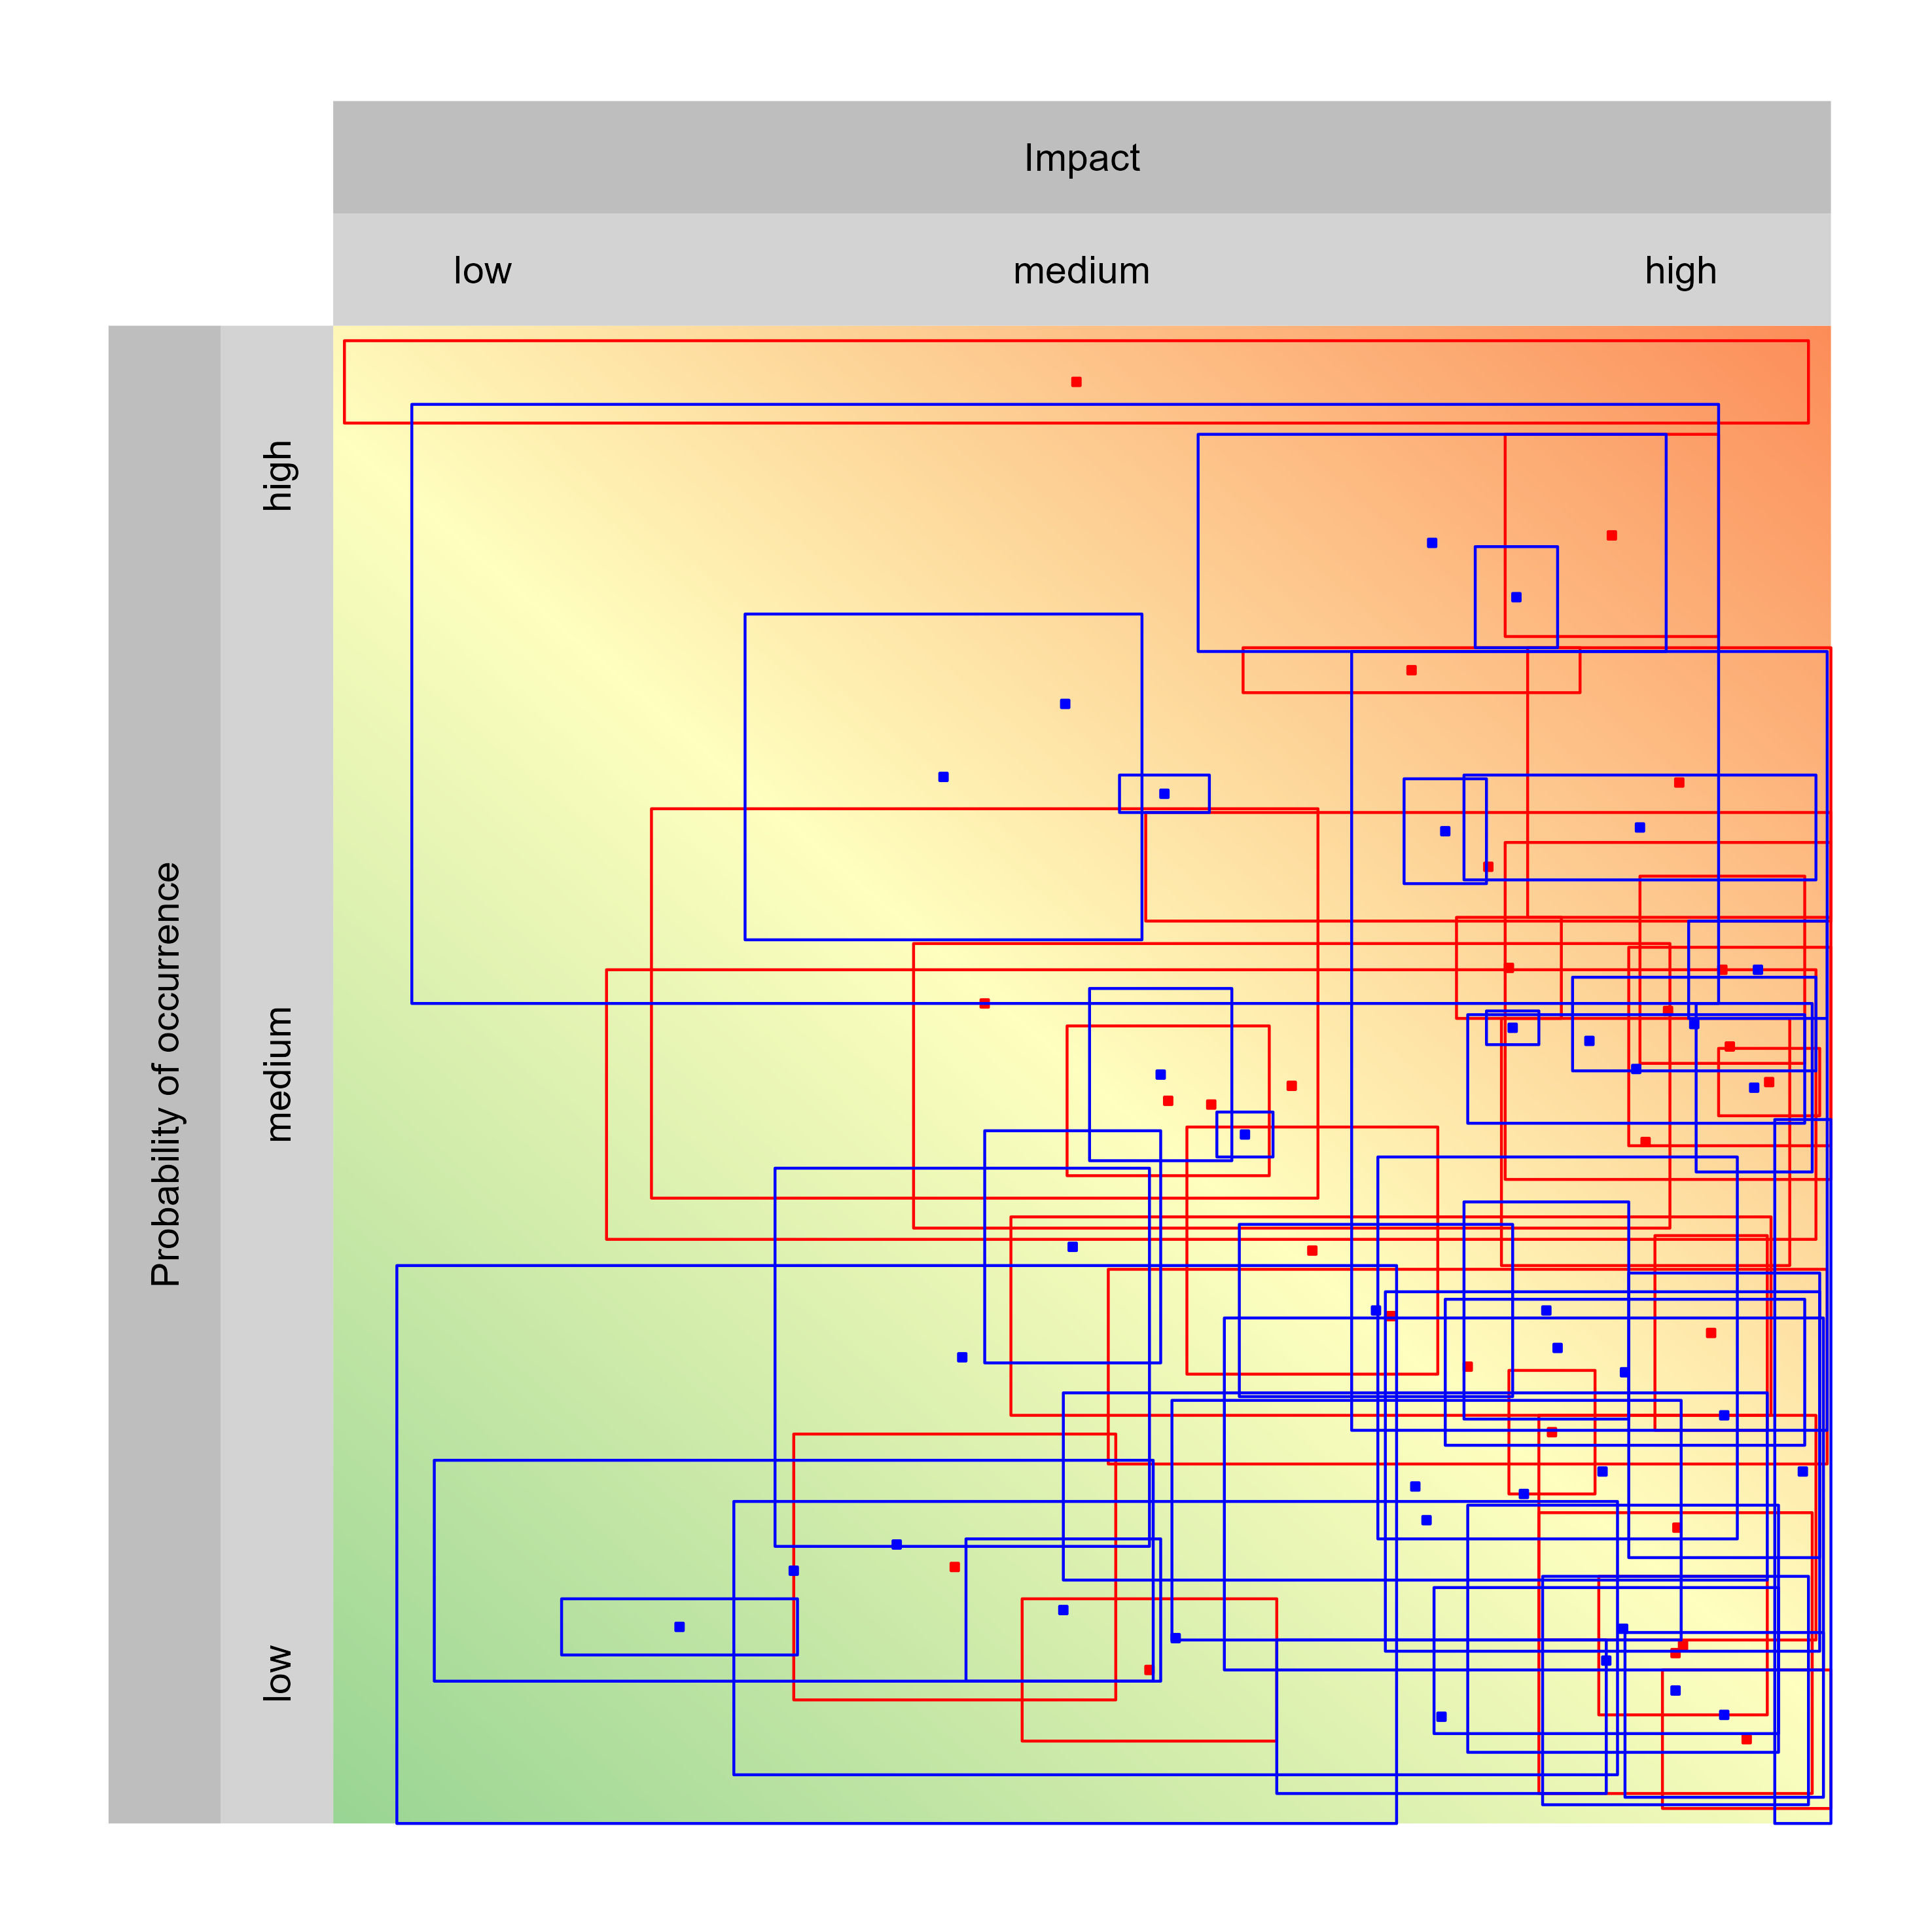 Impact
low
medium
high
Probability of occurrence
high
medium
low